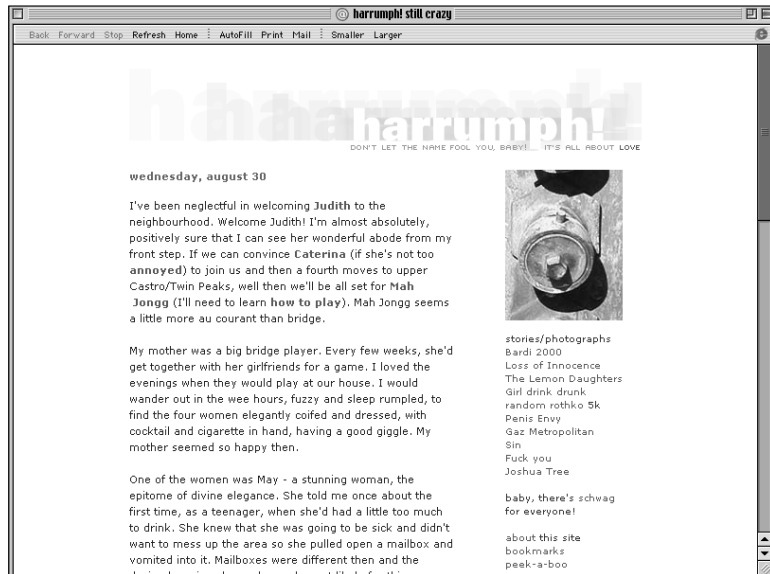 harrumph! still crazy
Back Forward Stop Refresh Home AutoFill Print Mail Smaller Larger
harrumph!
DON'T LET THE NAME FOOL YOU, BABY! IT'S ALL ABOUT LOVE
wednesday, august 30
I've been neglectful in welcoming Judith to the
neighbourhood. Welcome Judith! I'm almost absolutely,
positively sure that I can see her wonderful abode from my
front step. If we can convince Caterina (if she's not too
annoyed) to join us and then a fourth moves to upper
Castro/Twin Peaks, well then we'll be all set for Mah
Jongg (I'll need to learn how to play). Mah Jongg seems
a little more au courant than bridge.
My mother was a big bridge player. Every few weeks, she'd
get together with her girlfriends for a game. I loved the
evenings when they would play at our house. I would
wander out in the wee hours, fuzzy and sleep rumpled, to
find the four women elegantly coifed and dressed, with
cocktail and cigarette in hand, having a good giggle. My
mother seemed so happy then.
One of the women was May - a stunning woman, the
epitome of divine elegance. She told me once about the
first time, as a teenager, when she'd had a little too much
to drink. She knew that she was going to be sick and didn't
want to mess up the area so she pulled open a mailbox and
vomited into it. Mailboxes were different then and the
stories/photographs
Bardi 2000
Loss of Innocence
The Lemon Daughters
Girl drink drunk
random rothko 5k
Penis Envy
Gaz Metropolitan
Sin
Fuck you
Joshua Tree
baby, there's schwag
for everyone!
about this site
bookmarks
peek-a-boo